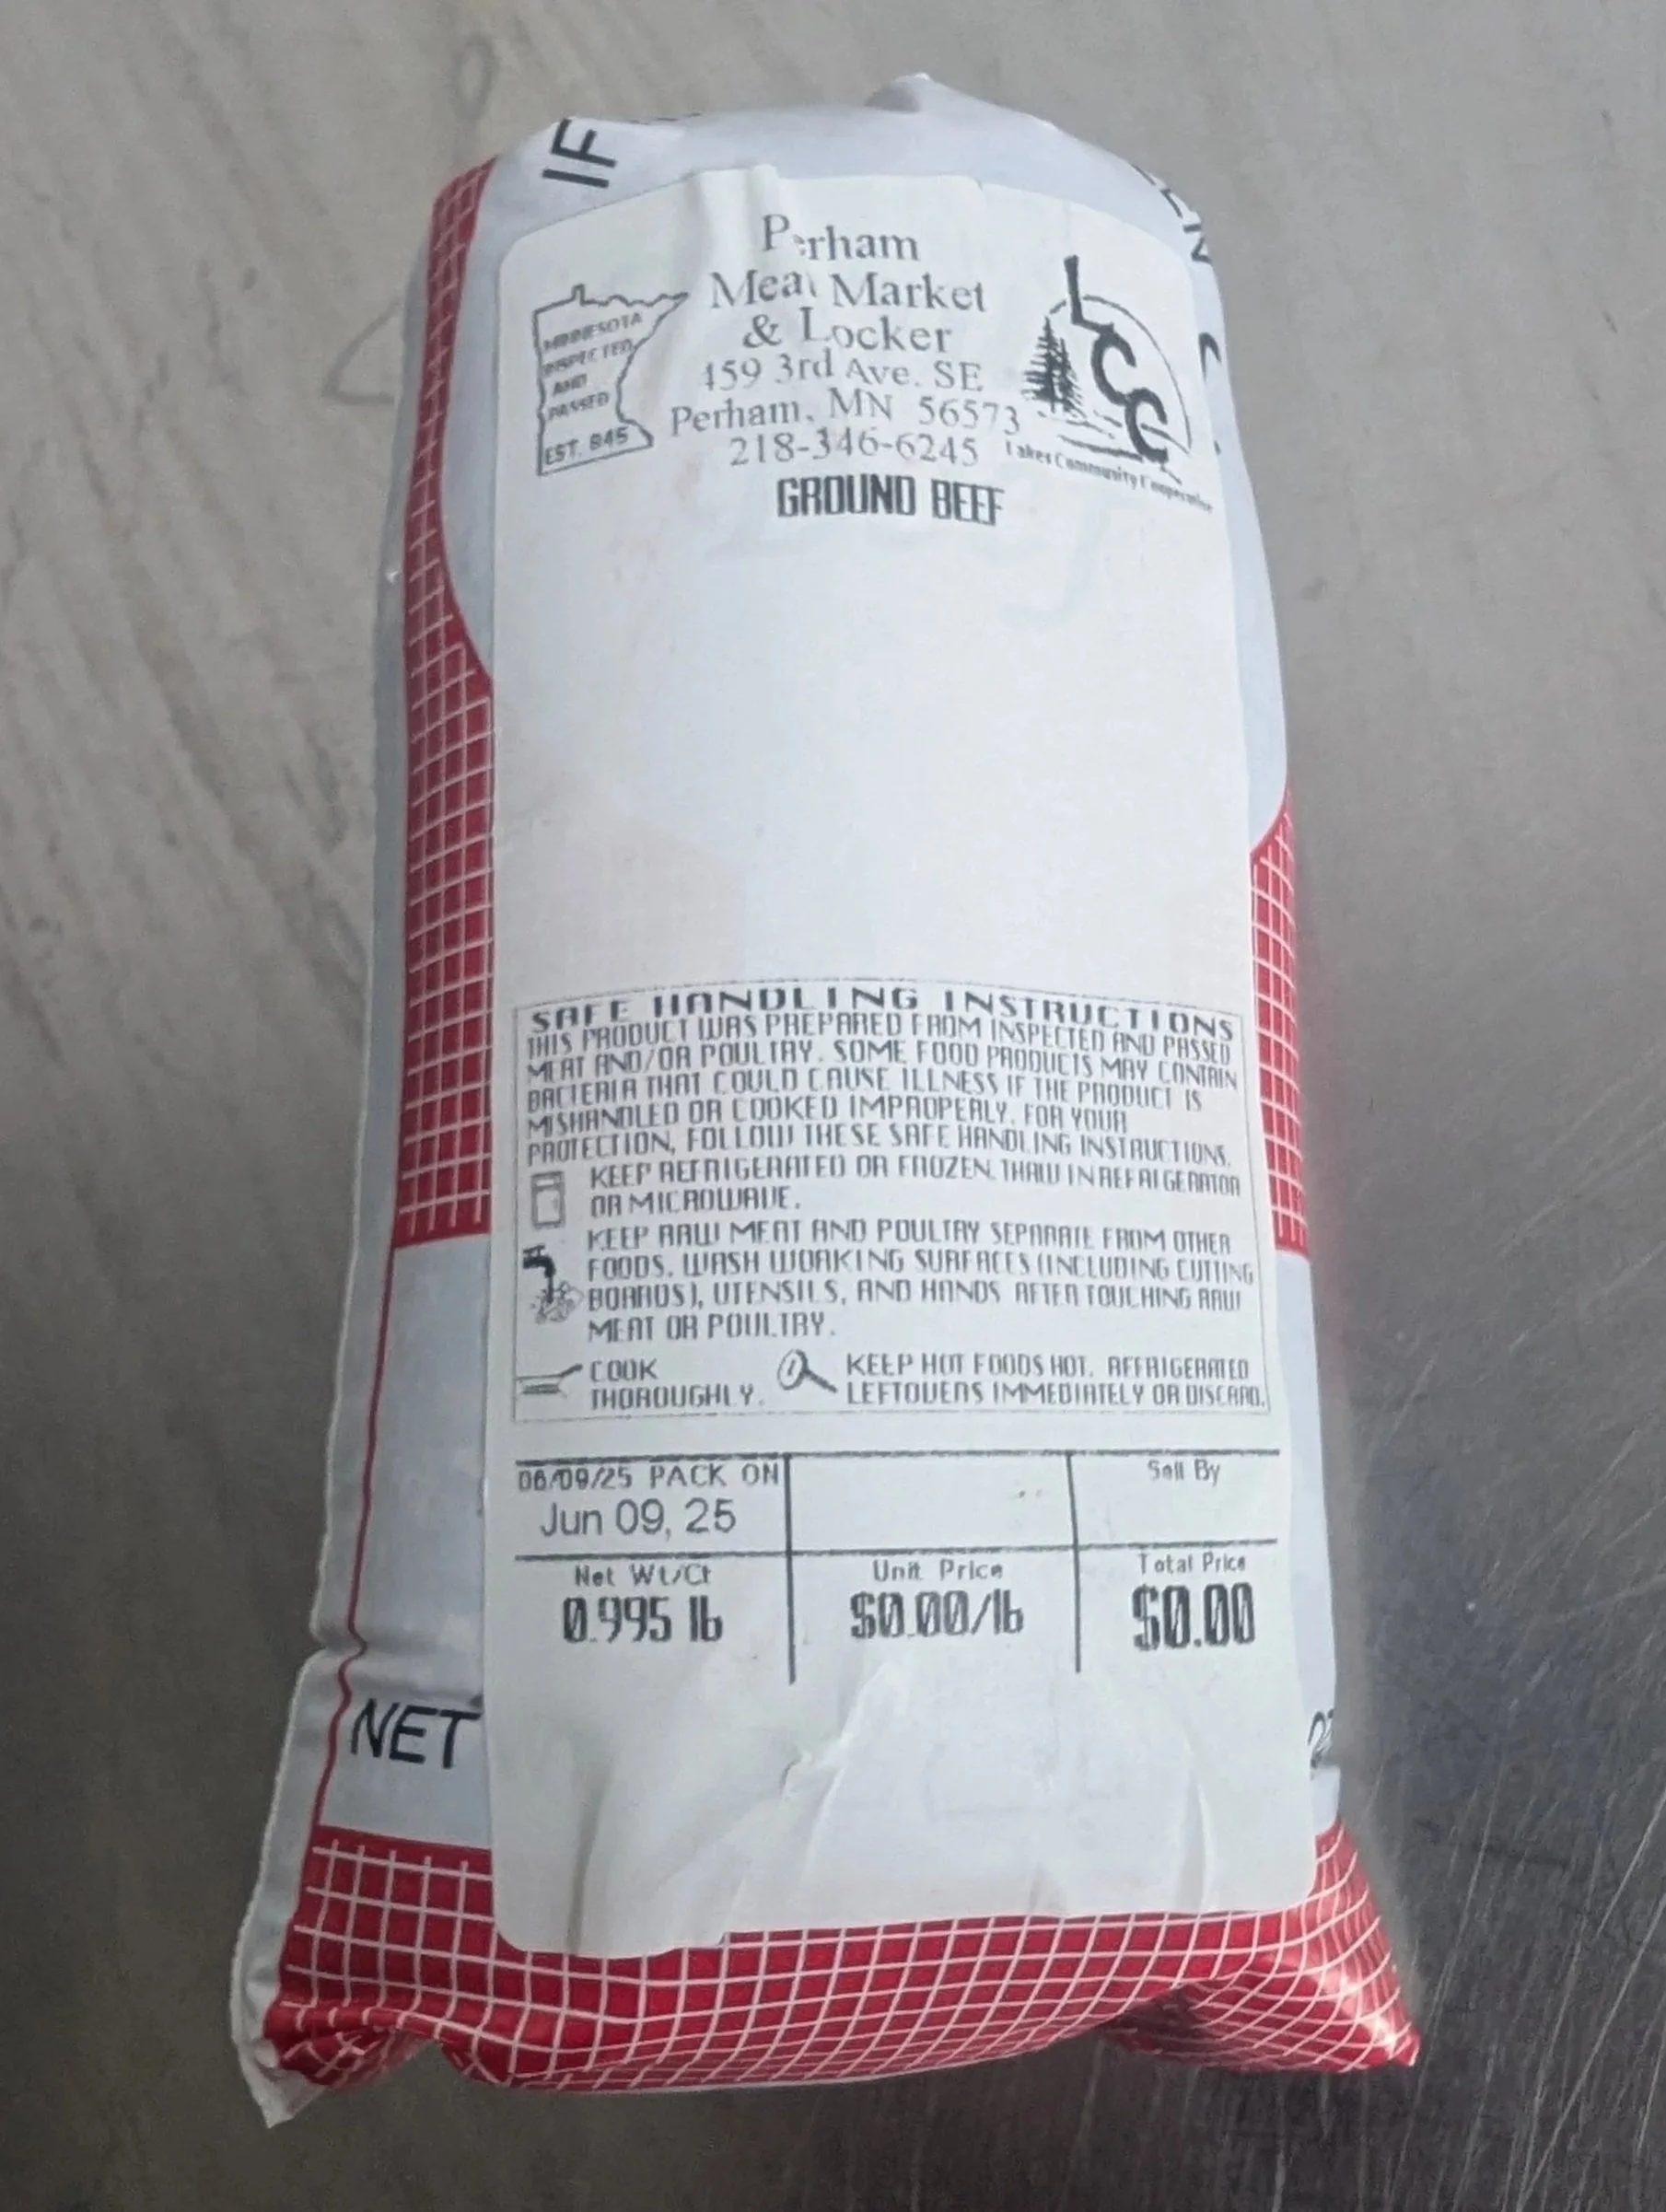 IF
Perham
Meat Market
& Locker
459 3rd Ave. SE
Perham, MN 56573
218-346-6245
MINNESOTA
INSPECTED
AND
PASSED
EST. 845
LCC
Lakes Community Cooperative
GROUND BEEF
SAFE HANDLING INSTRUCTIONS
THIS PRODUCT WAS PREPARED FROM INSPECTED AND PASSED
MEAT AND/OR POULTRY. SOME FOOD PRODUCTS MAY CONTAIN
BACTERIA THAT COULD CAUSE ILLNESS IF THE PRODUCT IS
MISHANDLED OR COOKED IMPROPERLY. FOR YOUR
PROTECTION, FOLLOW THESE SAFE HANDLING INSTRUCTIONS.
KEEP REFRIGERATED OR FROZEN. THAW IN REFRIGERATOR
OR MICROWAVE.
KEEP RAW MEAT AND POULTRY SEPARATE FROM OTHER
FOODS. WASH WORKING SURFACES (INCLUDING CUTTING
BOARDS), UTENSILS, AND HANDS AFTER TOUCHING RAW
MEAT OR POULTRY.
COOK
THOROUGHLY.
KEEP HOT FOODS HOT. REFRIGERATED
LEFTOVERS IMMEDIATELY OR DISCARD.
06/09/25 PACK ON
Jun 09, 25
Sell By
Net Wt/Ct
0.995 lb
Unit Price
$0.00/lb
Total Price
$0.00
NET